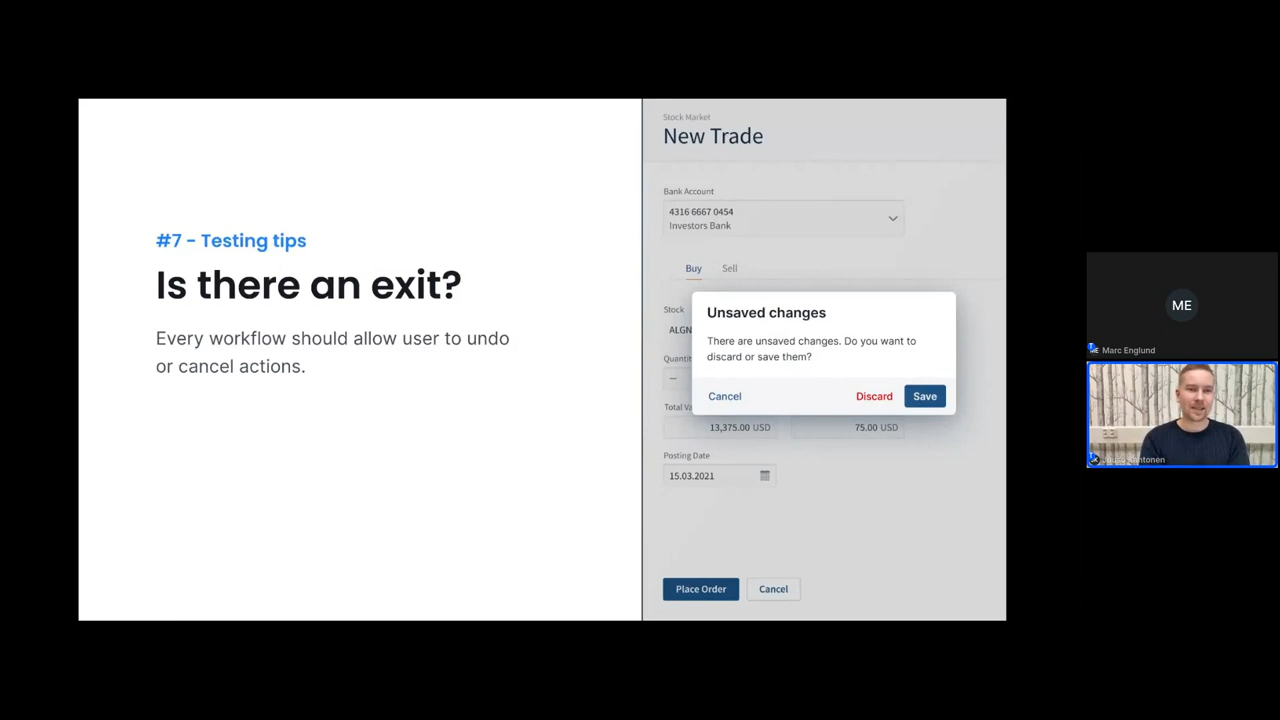 #7 - Testing tips
Is there an exit?
Every workflow should allow user to undo
or cancel actions.
Stock Market
New Trade
Bank Account
4316 6667 0454
Investors Bank
Buy Sell
Stock
ALGN
Unsaved changes
There are unsaved changes. Do you want to
discard or save them?
Cancel Discard Save
13,375.00 USD 75.00 USD
Posting Date
15.03.2021
Place Order Cancel
ME
Marc Englund